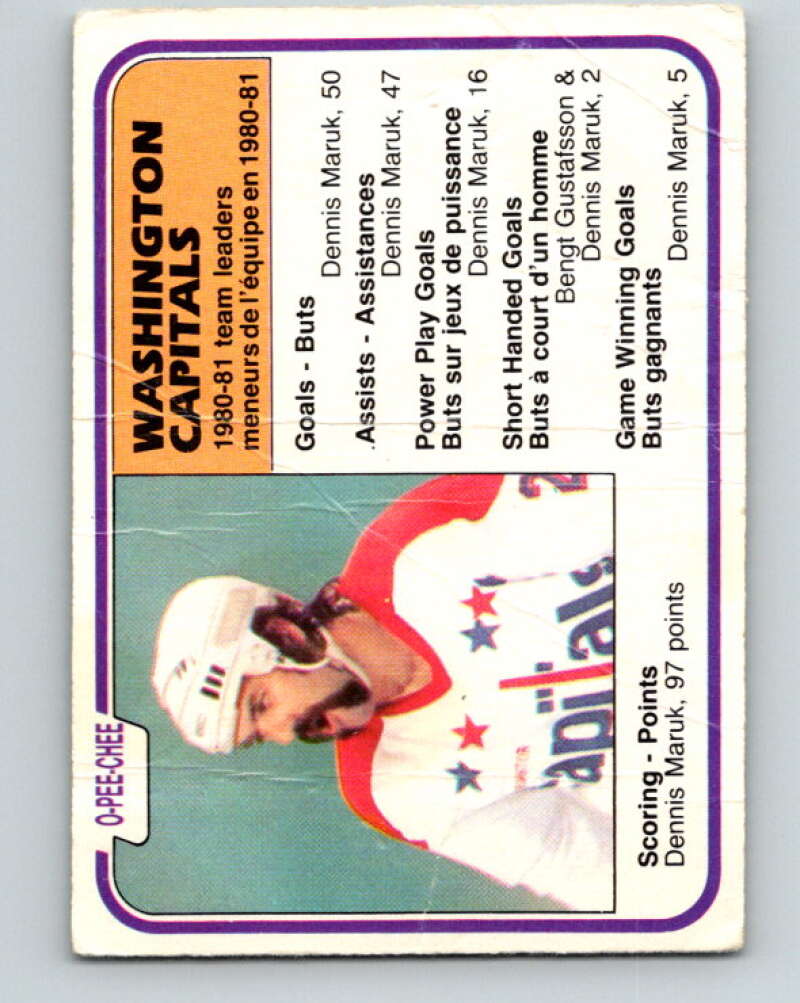 O-PEE-CHEE
WASHINGTON
CAPITALS
1980-81 team leaders
meneurs de l'équipe en 1980-81
Goals - Buts
Dennis Maruk, 50
Assists - Assistances
Dennis Maruk, 47
Power Play Goals
Buts sur jeux de puissance
Dennis Maruk, 16
Short Handed Goals
Buts à court d'un homme
Bengt Gustafsson &
Dennis Maruk, 2
Game Winning Goals
Buts gagnants
Dennis Maruk, 5
Scoring - Points
Dennis Maruk, 97 points
apitals
2